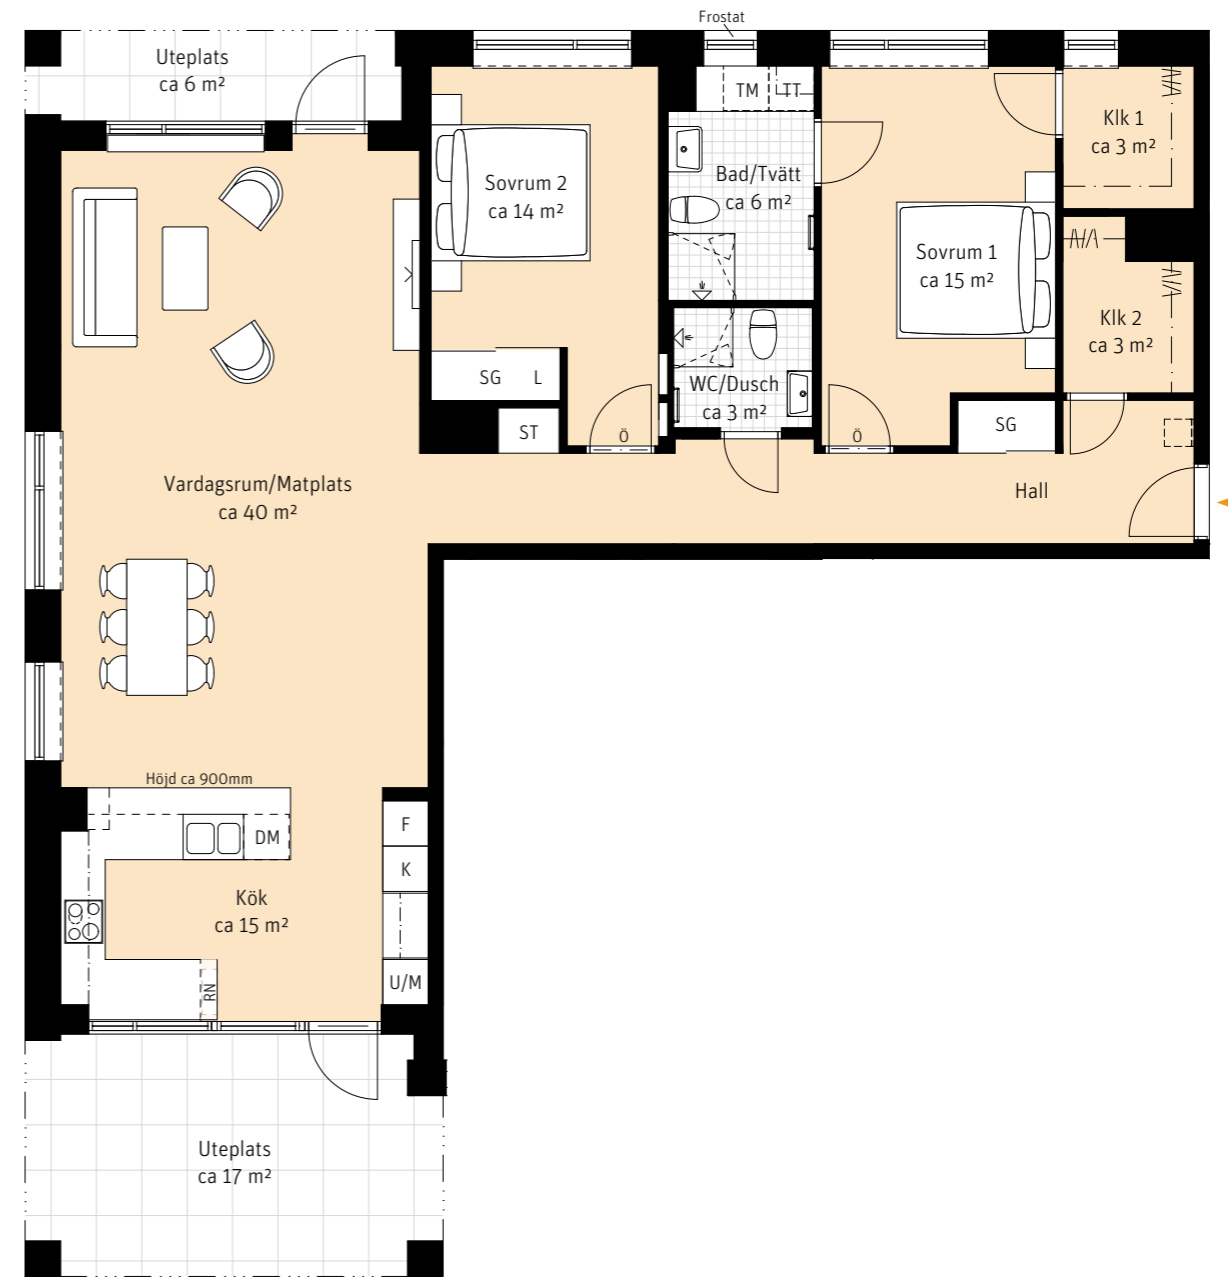 Frostat
Uteplats
ca 6 m²
TM
TT
Klk 1
ca 3 m²
Sovrum 2
ca 14 m²
Bad/Tvätt
ca 6 m²
Sovrum 1
ca 15 m²
Klk 2
ca 3 m²
SG
L
WC/Dusch
ca 3 m²
ST
Ö
Ö
SG
Vardagsrum/Matplats
ca 40 m²
Hall
Höjd ca 900mm
DM
F
K
Kök
ca 15 m²
RN
U/M
Uteplats
ca 17 m²